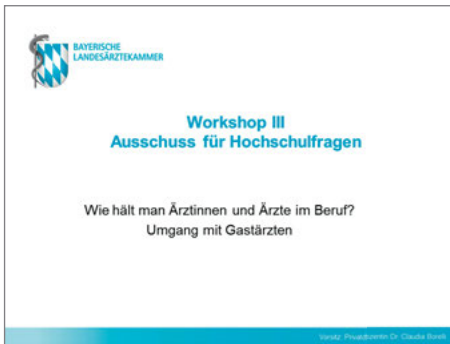 BAYERISCHE
LANDESÄRZTEKAMMER
Workshop III
Ausschuss für Hochschulfragen
Wie hält man Ärztinnen und Ärzte im Beruf?
Umgang mit Gastärzten
Vorsitz: Privatdozentin Dr. Claudia